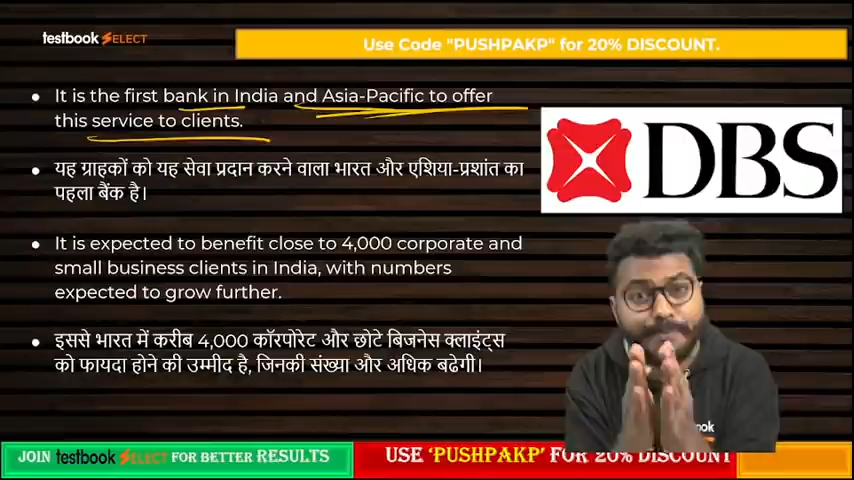 testbook SELECT
Use Code "PUSHPAKP" for 20% DISCOUNT.
It is the first bank in India and Asia-Pacific to offer
this service to clients.
यह ग्राहकों को यह सेवा प्रदान करने वाला भारत और एशिया-प्रशांत का
पहला बैंक है।
It is expected to benefit close to 4,000 corporate and
small business clients in India, with numbers
expected to grow further.
इससे भारत में करीब 4,000 कॉरपोरेट और छोटे बिजनेस क्लाइंट्स
को फायदा होने की उम्मीद है, जिनकी संख्या और अधिक बढेगी।
DBS
JOIN testbook SELECT FOR BETTER RESULTS
USE 'PUSHPAKP' FOR 20% DISCOUNT